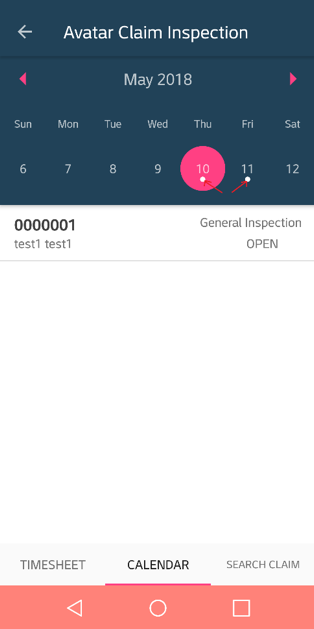 Avatar Claim Inspection
May 2018
Sun Mon Tue Wed Thu Fri Sat
6 7 8 9 10 11 12
0000001 General Inspection
test1 test1 OPEN
TIMESHEET CALENDAR SEARCH CLAIM